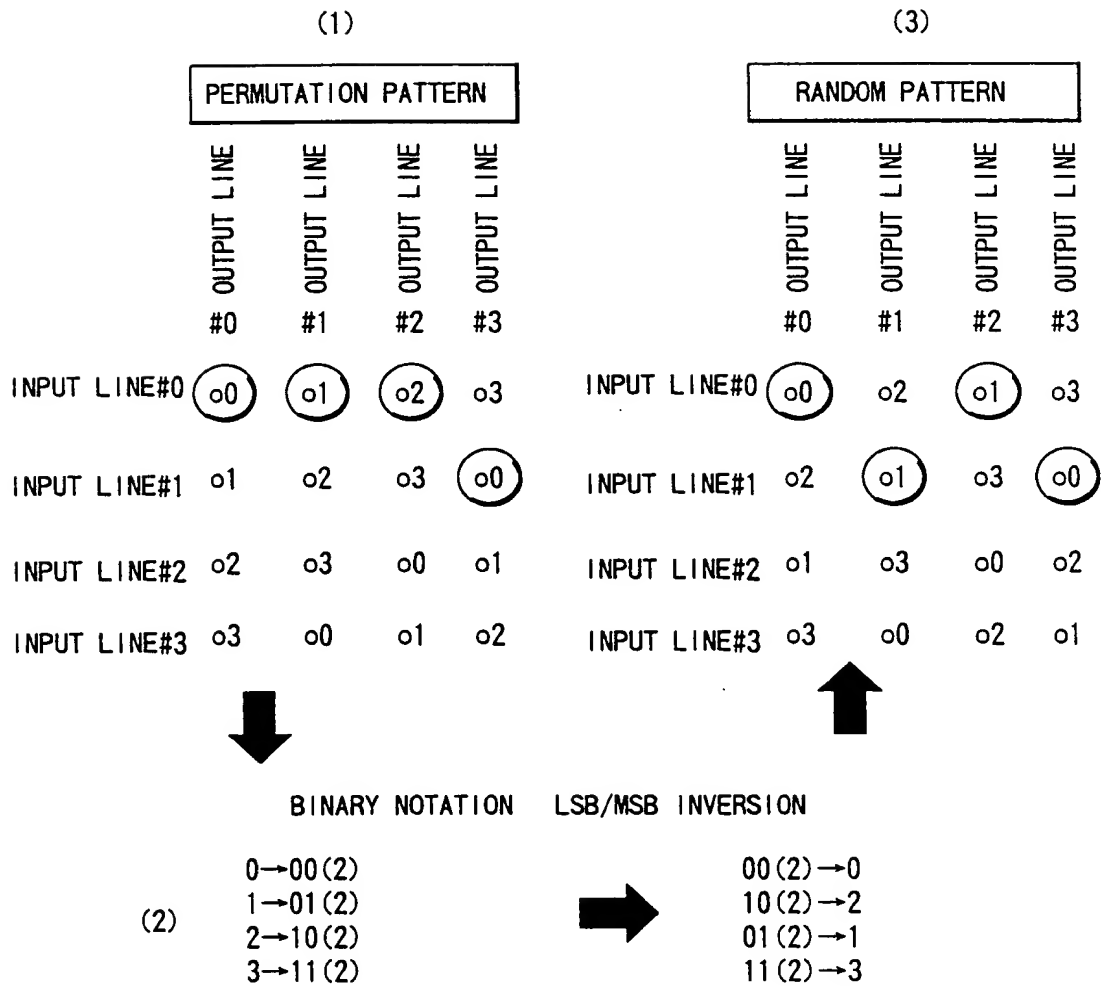 (1)
PERMUTATION PATTERN
OUTPUT LINE #0
OUTPUT LINE #1
OUTPUT LINE #2
OUTPUT LINE #3
INPUT LINE#0 o0 o1 o2 o3
INPUT LINE#1 o1 o2 o3 o0
INPUT LINE#2 o2 o3 o0 o1
INPUT LINE#3 o3 o0 o1 o2
(3)
RANDOM PATTERN
OUTPUT LINE #0
OUTPUT LINE #1
OUTPUT LINE #2
OUTPUT LINE #3
INPUT LINE#0 o0 o2 o1 o3
INPUT LINE#1 o2 o1 o3 o0
INPUT LINE#2 o1 o3 o0 o2
INPUT LINE#3 o3 o0 o2 o1
BINARY NOTATION LSB/MSB INVERSION
(2)
0→00(2)
1→01(2)
2→10(2)
3→11(2)
00(2)→0
10(2)→2
01(2)→1
11(2)→3